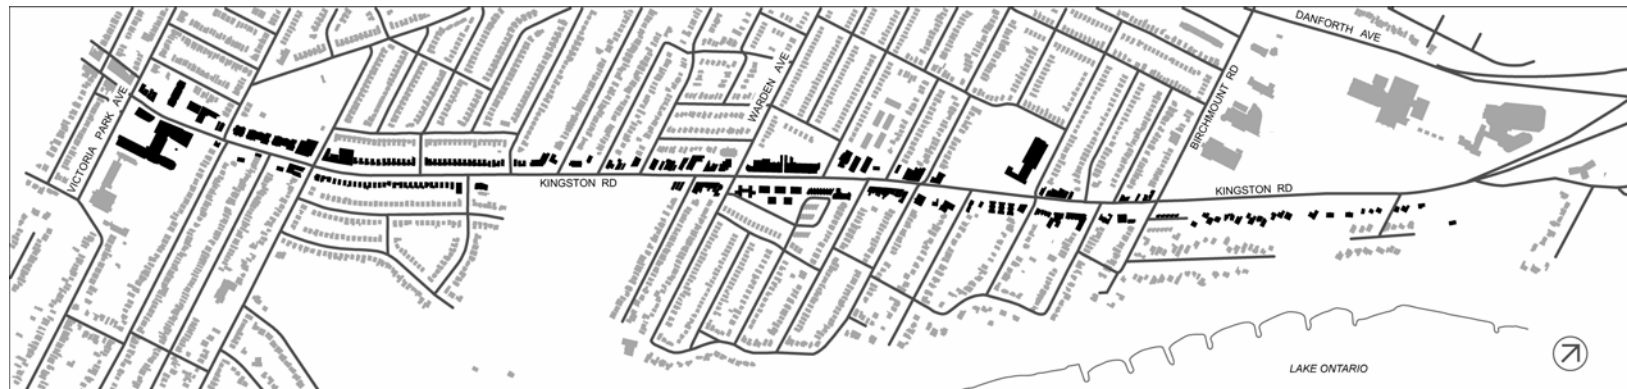 DANFORTH AVE
WARDEN AVE
BIRCHMOUNT RD
VICTORIA PARK AVE
KINGSTON RD
KINGSTON RD
LAKE ONTARIO